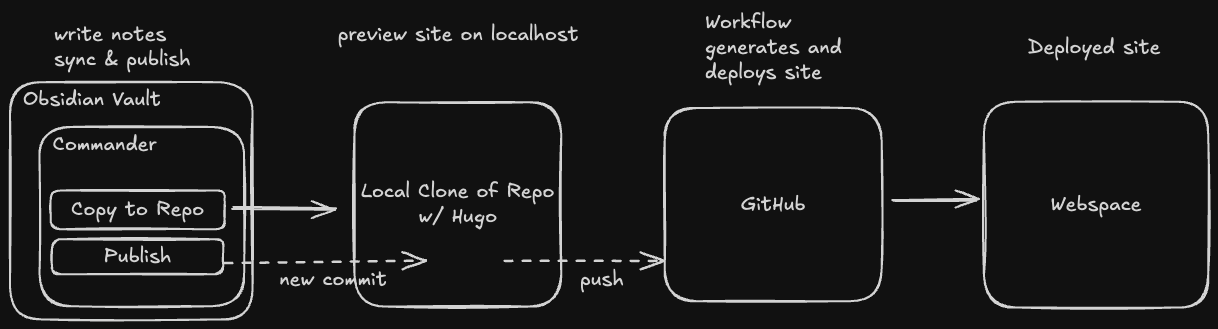 write notes
sync & publish
Obsidian Vault
Commander
Copy to Repo
Publish
new commit
preview site on localhost
Local Clone of Repo
w/ Hugo
push
Workflow
generates and
deploys site
GitHub
Deployed site
Webspace